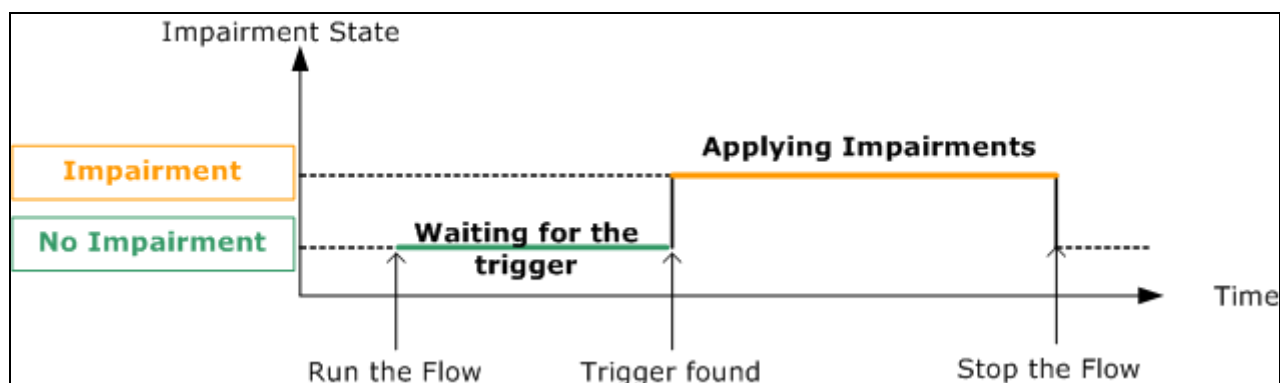 Impairment State
Applying Impairments
Impairment
No Impairment
Waiting for the
trigger
Time
Run the Flow
Trigger found
Stop the Flow